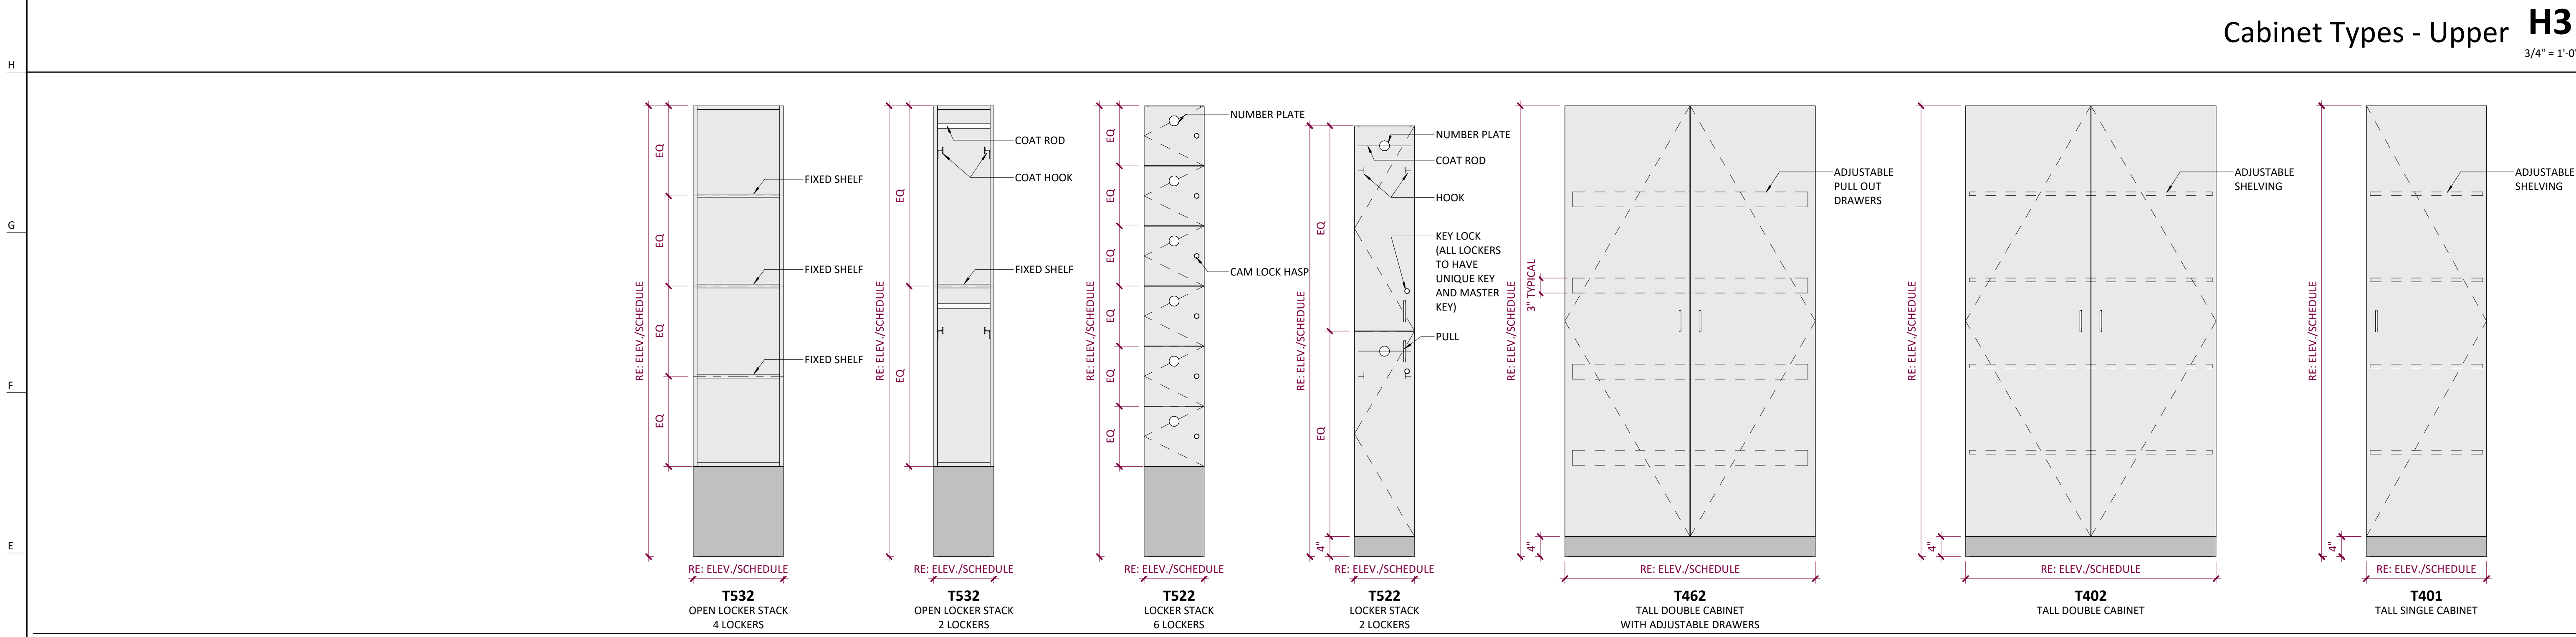 Cabinet Types - Upper
H3
3/4" = 1'-0"
H
G
F
E
RE: ELEV./SCHEDULE
EQ
EQ
EQ
EQ
FIXED SHELF
FIXED SHELF
FIXED SHELF
RE: ELEV./SCHEDULE
T532
OPEN LOCKER STACK
4 LOCKERS
RE: ELEV./SCHEDULE
EQ
EQ
COAT ROD
COAT HOOK
FIXED SHELF
RE: ELEV./SCHEDULE
T532
OPEN LOCKER STACK
2 LOCKERS
RE: ELEV./SCHEDULE
EQ
EQ
EQ
EQ
EQ
EQ
NUMBER PLATE
CAM LOCK HASP
RE: ELEV./SCHEDULE
T522
LOCKER STACK
6 LOCKERS
RE: ELEV./SCHEDULE
EQ
EQ
4"
NUMBER PLATE
COAT ROD
HOOK
KEY LOCK
(ALL LOCKERS
TO HAVE
UNIQUE KEY
AND MASTER
KEY)
PULL
RE: ELEV./SCHEDULE
T522
LOCKER STACK
2 LOCKERS
RE: ELEV./SCHEDULE
3" TYPICAL
4"
ADJUSTABLE
PULL OUT
DRAWERS
RE: ELEV./SCHEDULE
T462
TALL DOUBLE CABINET
WITH ADJUSTABLE DRAWERS
RE: ELEV./SCHEDULE
4"
ADJUSTABLE
SHELVING
RE: ELEV./SCHEDULE
T402
TALL DOUBLE CABINET
RE: ELEV./SCHEDULE
4"
ADJUSTABLE
SHELVING
RE: ELEV./SCHEDULE
T401
TALL SINGLE CABINET